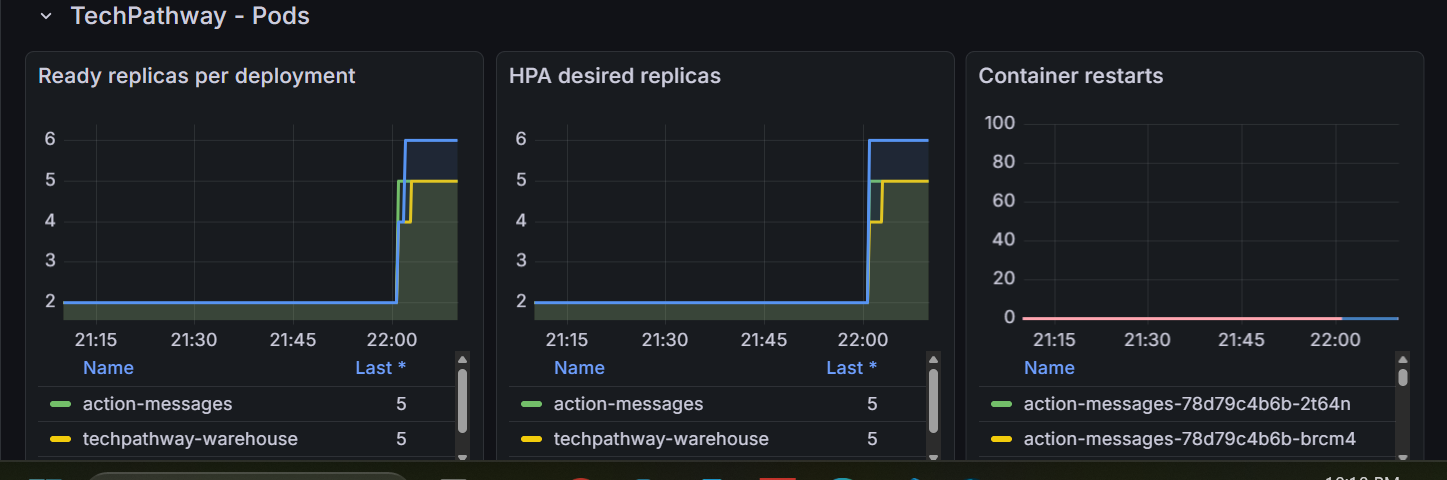 TechPathway - Pods
Ready replicas per deployment
6
5
4
3
2
21:15 21:30 21:45 22:00
Name Last *
action-messages 5
techpathway-warehouse 5
HPA desired replicas
6
5
4
3
2
21:15 21:30 21:45 22:00
Name Last *
action-messages 5
techpathway-warehouse 5
Container restarts
100
80
60
40
20
0
21:15 21:30 21:45 22:00
Name
action-messages-78d79c4b6b-2t64n
action-messages-78d79c4b6b-brcm4